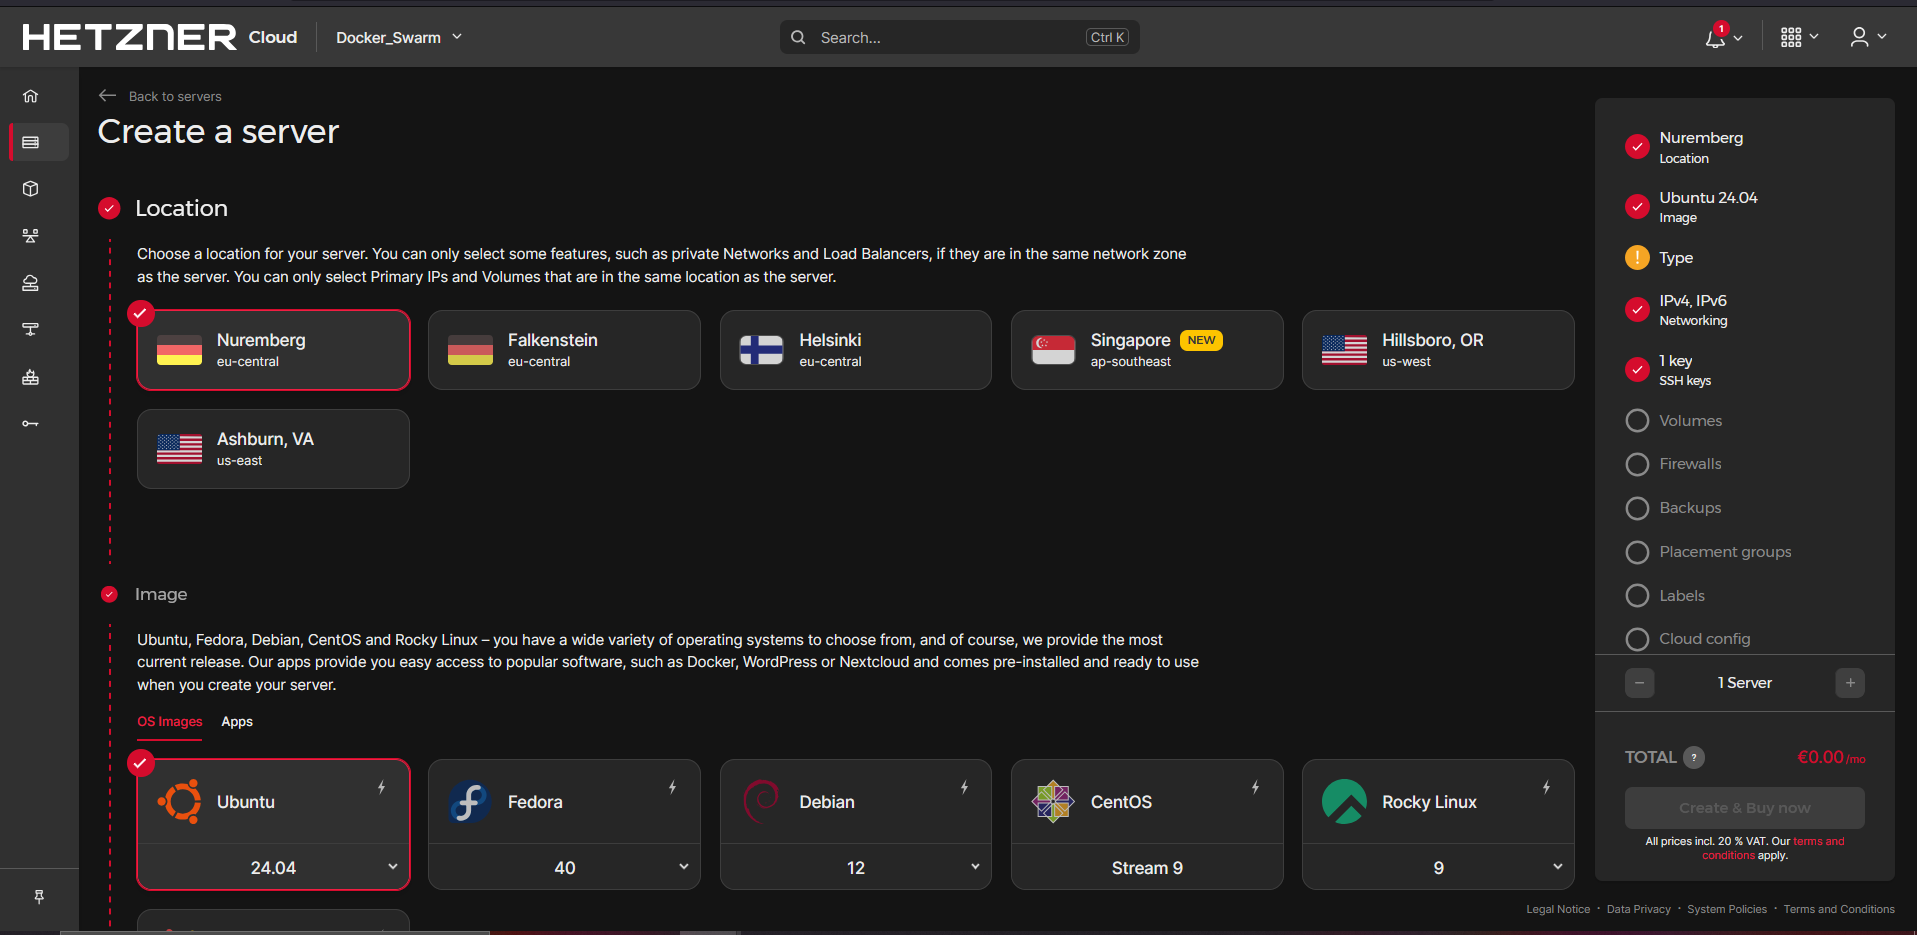 HETZNER Cloud
Docker_Swarm
Search...
Ctrl K
1
Back to servers
Create a server
Location
Choose a location for your server. You can only select some features, such as private Networks and Load Balancers, if they are in the same network zone
as the server. You can only select Primary IPs and Volumes that are in the same location as the server.
Nuremberg
eu-central
Falkenstein
eu-central
Helsinki
eu-central
Singapore NEW
ap-southeast
Hillsboro, OR
us-west
Ashburn, VA
us-east
Image
Ubuntu, Fedora, Debian, CentOS and Rocky Linux – you have a wide variety of operating systems to choose from, and of course, we provide the most
current release. Our apps provide you easy access to popular software, such as Docker, WordPress or Nextcloud and comes pre-installed and ready to use
when you create your server.
OS Images
Apps
Ubuntu
24.04
Fedora
40
Debian
12
CentOS
Stream 9
Rocky Linux
9
Nuremberg
Location
Ubuntu 24.04
Image
! Type
IPv4, IPv6
Networking
1 key
SSH keys
Volumes
Firewalls
Backups
Placement groups
Labels
Cloud config
− 1 Server +
TOTAL ? €0.00 /mo
Create & Buy now
All prices incl. 20 % VAT. Our terms and
conditions apply.
Legal Notice · Data Privacy · System Policies · Terms and Conditions